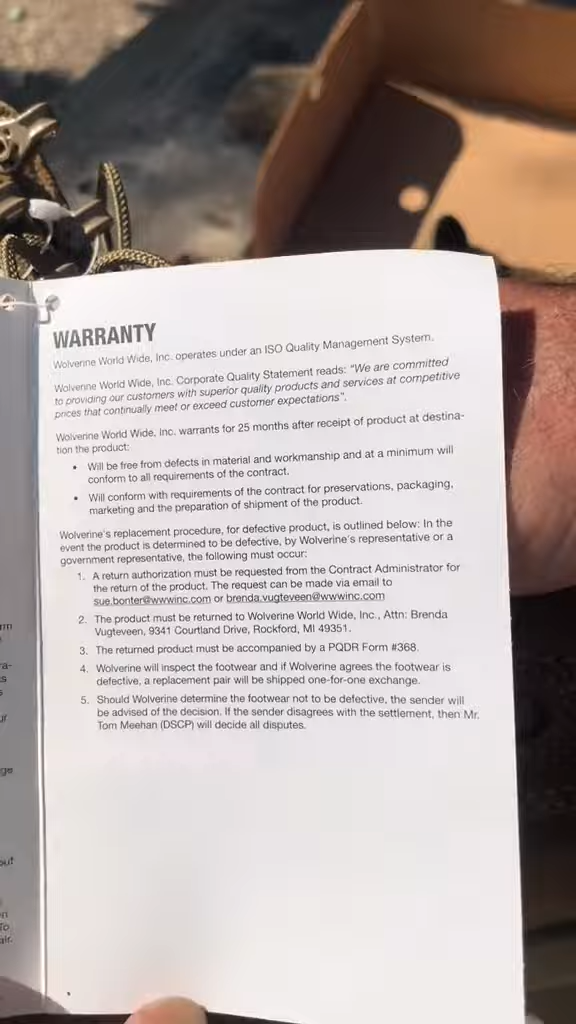 WARRANTY
Wolverine World Wide, Inc. operates under an ISO Quality Management System.
Wolverine World Wide, Inc. Corporate Quality Statement reads: "We are committed
to providing our customers with superior quality products and services at competitive
prices that continually meet or exceed customer expectations".
Wolverine World Wide, Inc. warrants for 25 months after receipt of product at destina-
tion the product:
• Will be free from defects in material and workmanship and at a minimum will
conform to all requirements of the contract.
• Will conform with requirements of the contract for preservations, packaging,
marketing and the preparation of shipment of the product.
Wolverine's replacement procedure, for defective product, is outlined below: In the
event the product is determined to be defective, by Wolverine's representative or a
government representative, the following must occur:
1. A return authorization must be requested from the Contract Administrator for
the return of the product. The request can be made via email to
sue.bonter@wwwinc.com or brenda.vugteveen@wwwinc.com
2. The product must be returned to Wolverine World Wide, Inc., Attn: Brenda
Vugteveen, 9341 Courtland Drive, Rockford, MI 49351.
3. The returned product must be accompanied by a PQDR Form #368.
4. Wolverine will inspect the footwear and if Wolverine agrees the footwear is
defective, a replacement pair will be shipped one-for-one exchange.
5. Should Wolverine determine the footwear not to be defective, the sender will
be advised of the decision. If the sender disagrees with the settlement, then Mr.
Tom Meehan (DSCP) will decide all disputes.